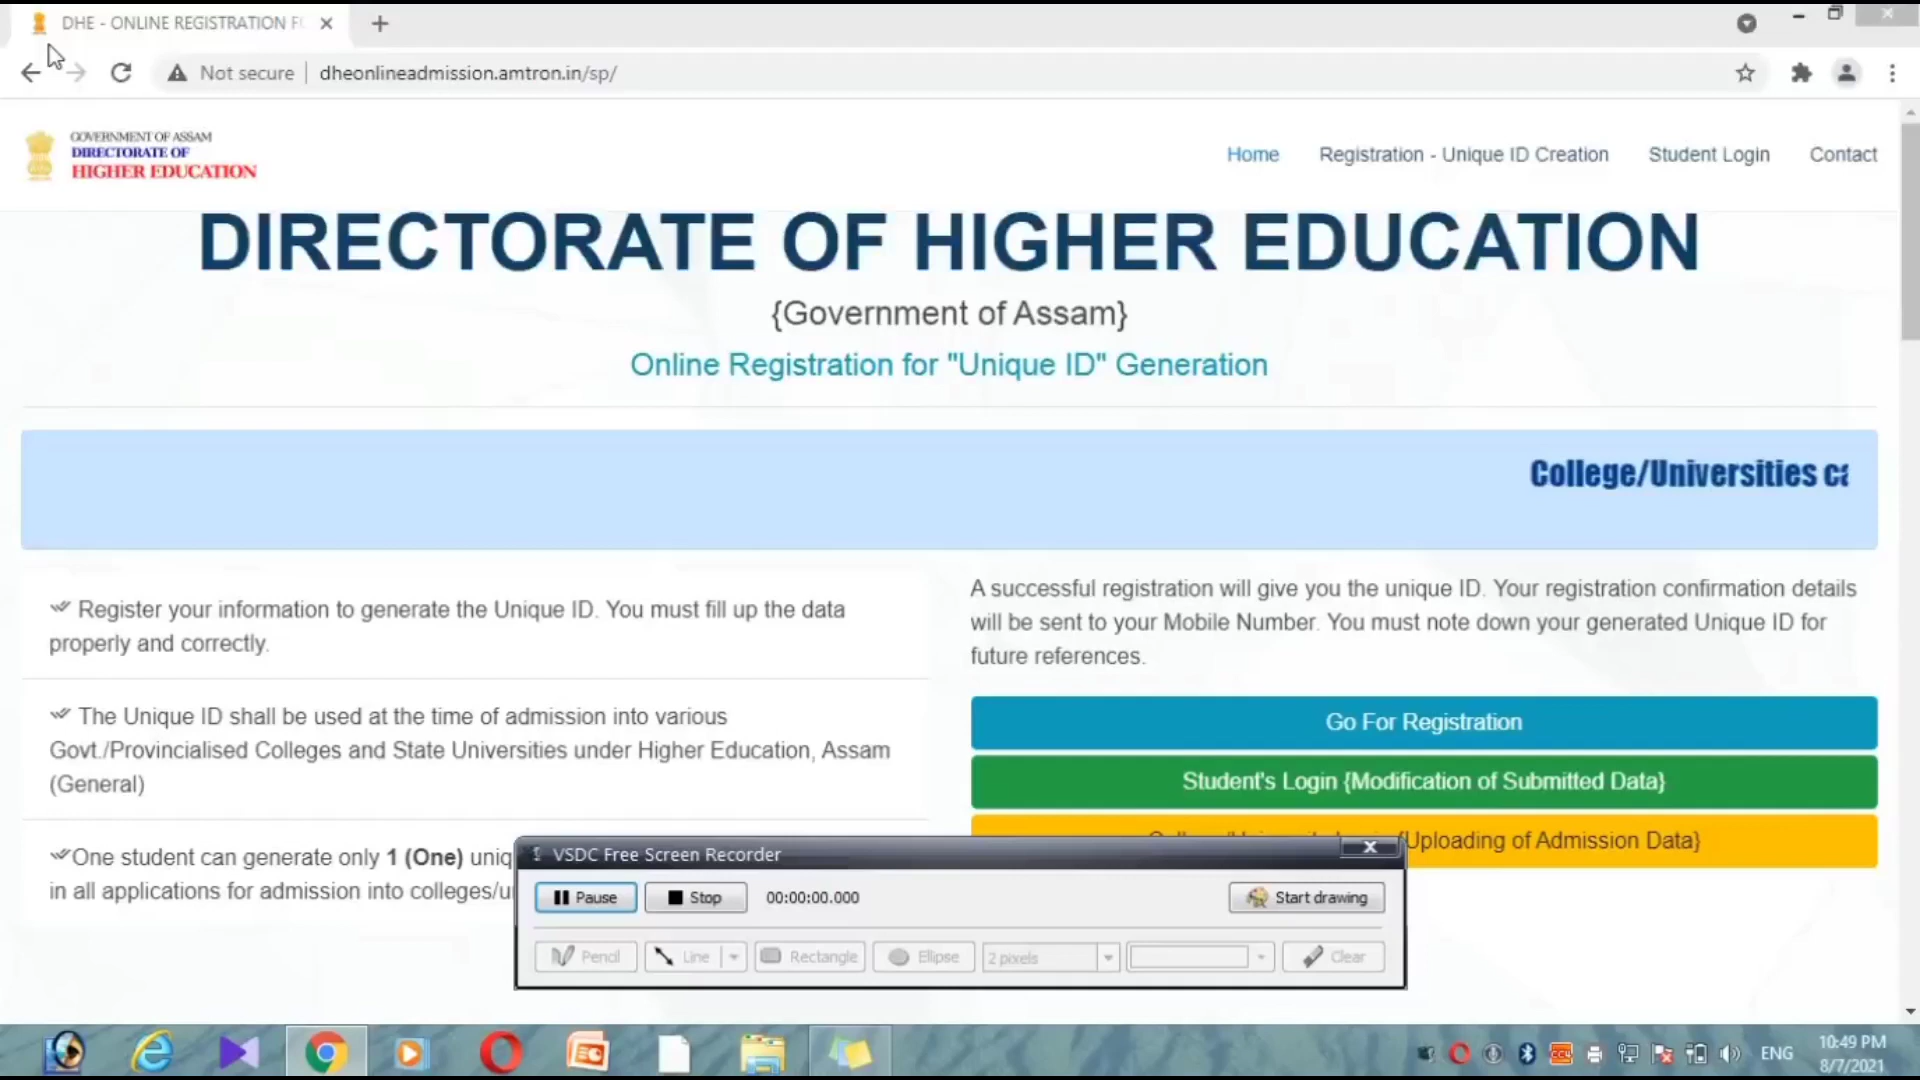 DHE - ONLINE REGISTRATION F
Not secure
dheonlineadmission.amtron.in/sp/
GOVERNMENT OF ASSAM
DIRECTORATE OF
HIGHER EDUCATION
Home
Registration - Unique ID Creation
Student Login
Contact
DIRECTORATE OF HIGHER EDUCATION
{Government of Assam}
Online Registration for "Unique ID" Generation
College/Universities ca
Register your information to generate the Unique ID. You must fill up the data
properly and correctly.
The Unique ID shall be used at the time of admission into various
Govt./Provincialised Colleges and State Universities under Higher Education, Assam
(General)
One student can generate only 1 (One) uniq
in all applications for admission into colleges/u
A successful registration will give you the unique ID. Your registration confirmation details
will be sent to your Mobile Number. You must note down your generated Unique ID for
future references.
Go For Registration
Student's Login {Modification of Submitted Data}
Uploading of Admission Data}
VSDC Free Screen Recorder
Pause
Stop
00:00:00.000
Start drawing
Pencil
Line
Rectangle
Ellipse
2 pixels
Clear
ENG
10:49 PM
8/7/2021